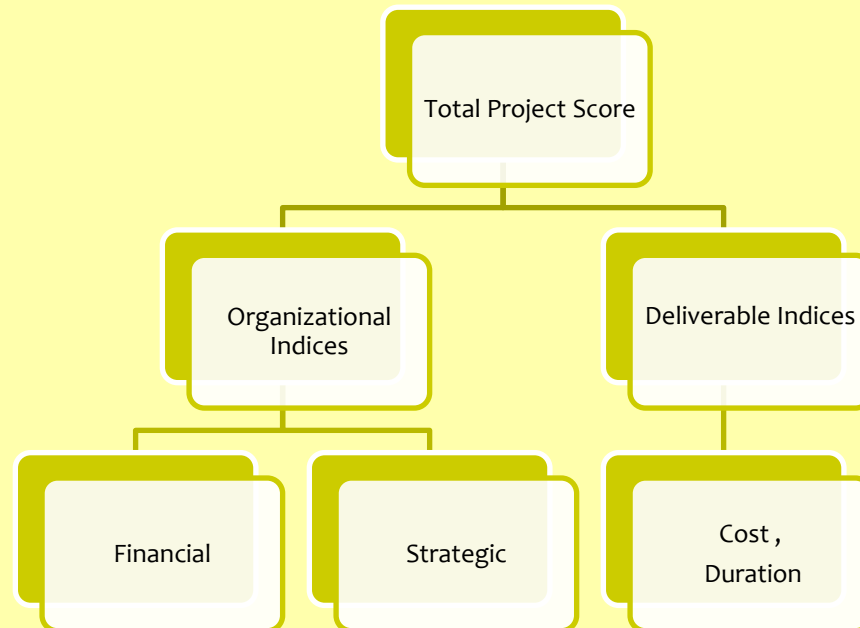 Total Project Score
Organizational
Indices
Deliverable Indices
Financial
Strategic
Cost ,
Duration